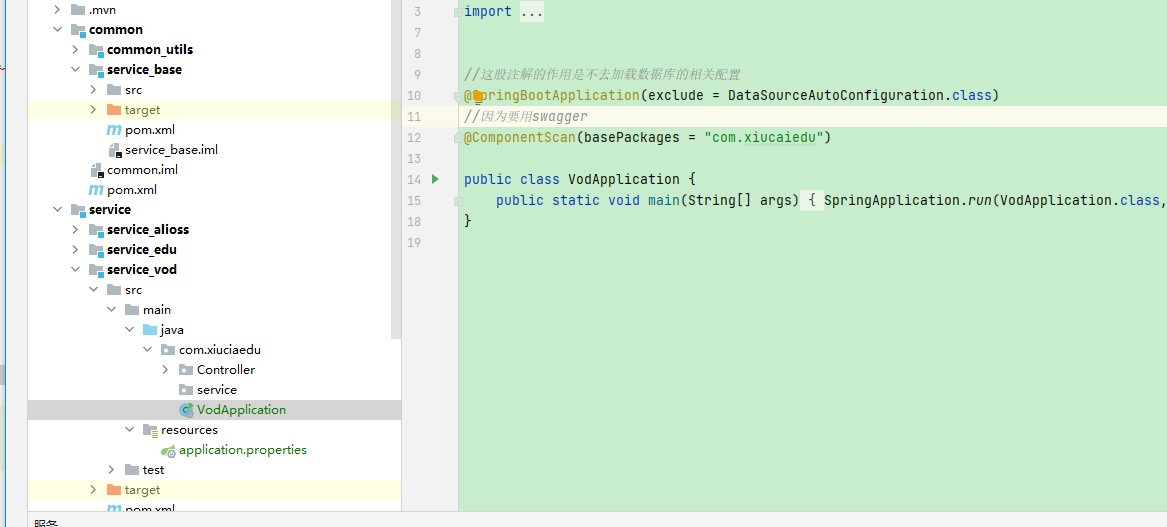 .mvn
common
common_utils
service_base
src
target
pom.xml
service_base.iml
common.iml
pom.xml
service
service_alioss
service_edu
service_vod
src
main
java
com.xiuciaedu
Controller
service
VodApplication
resources
application.properties
test
target
pom.xml
服务
3 import ...
7
8
9 //这股注解的作用是不去加载数据库的相关配置
10 @SpringBootApplication(exclude = DataSourceAutoConfiguration.class)
11 //因为要用swagger
12 @ComponentScan(basePackages = "com.xiucaiedu")
13
14 public class VodApplication {
15 public static void main(String[] args) { SpringApplication.run(VodApplication.class,
18 }
19